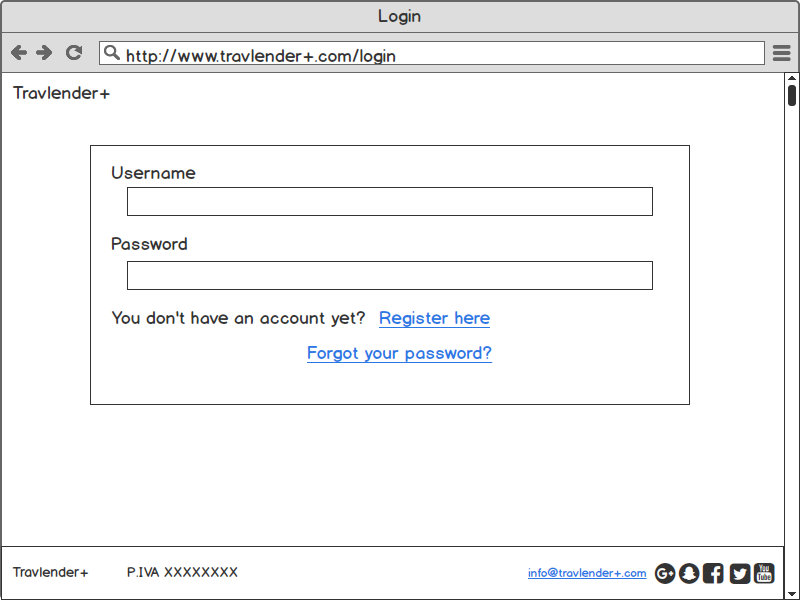 Login
http://www.travlender+.com/login
Travlender+
Username
Password
You don't have an account yet? Register here
Forgot your password?
Travlender+ P.IVA XXXXXXXX info@travlender+.com
You
Tube